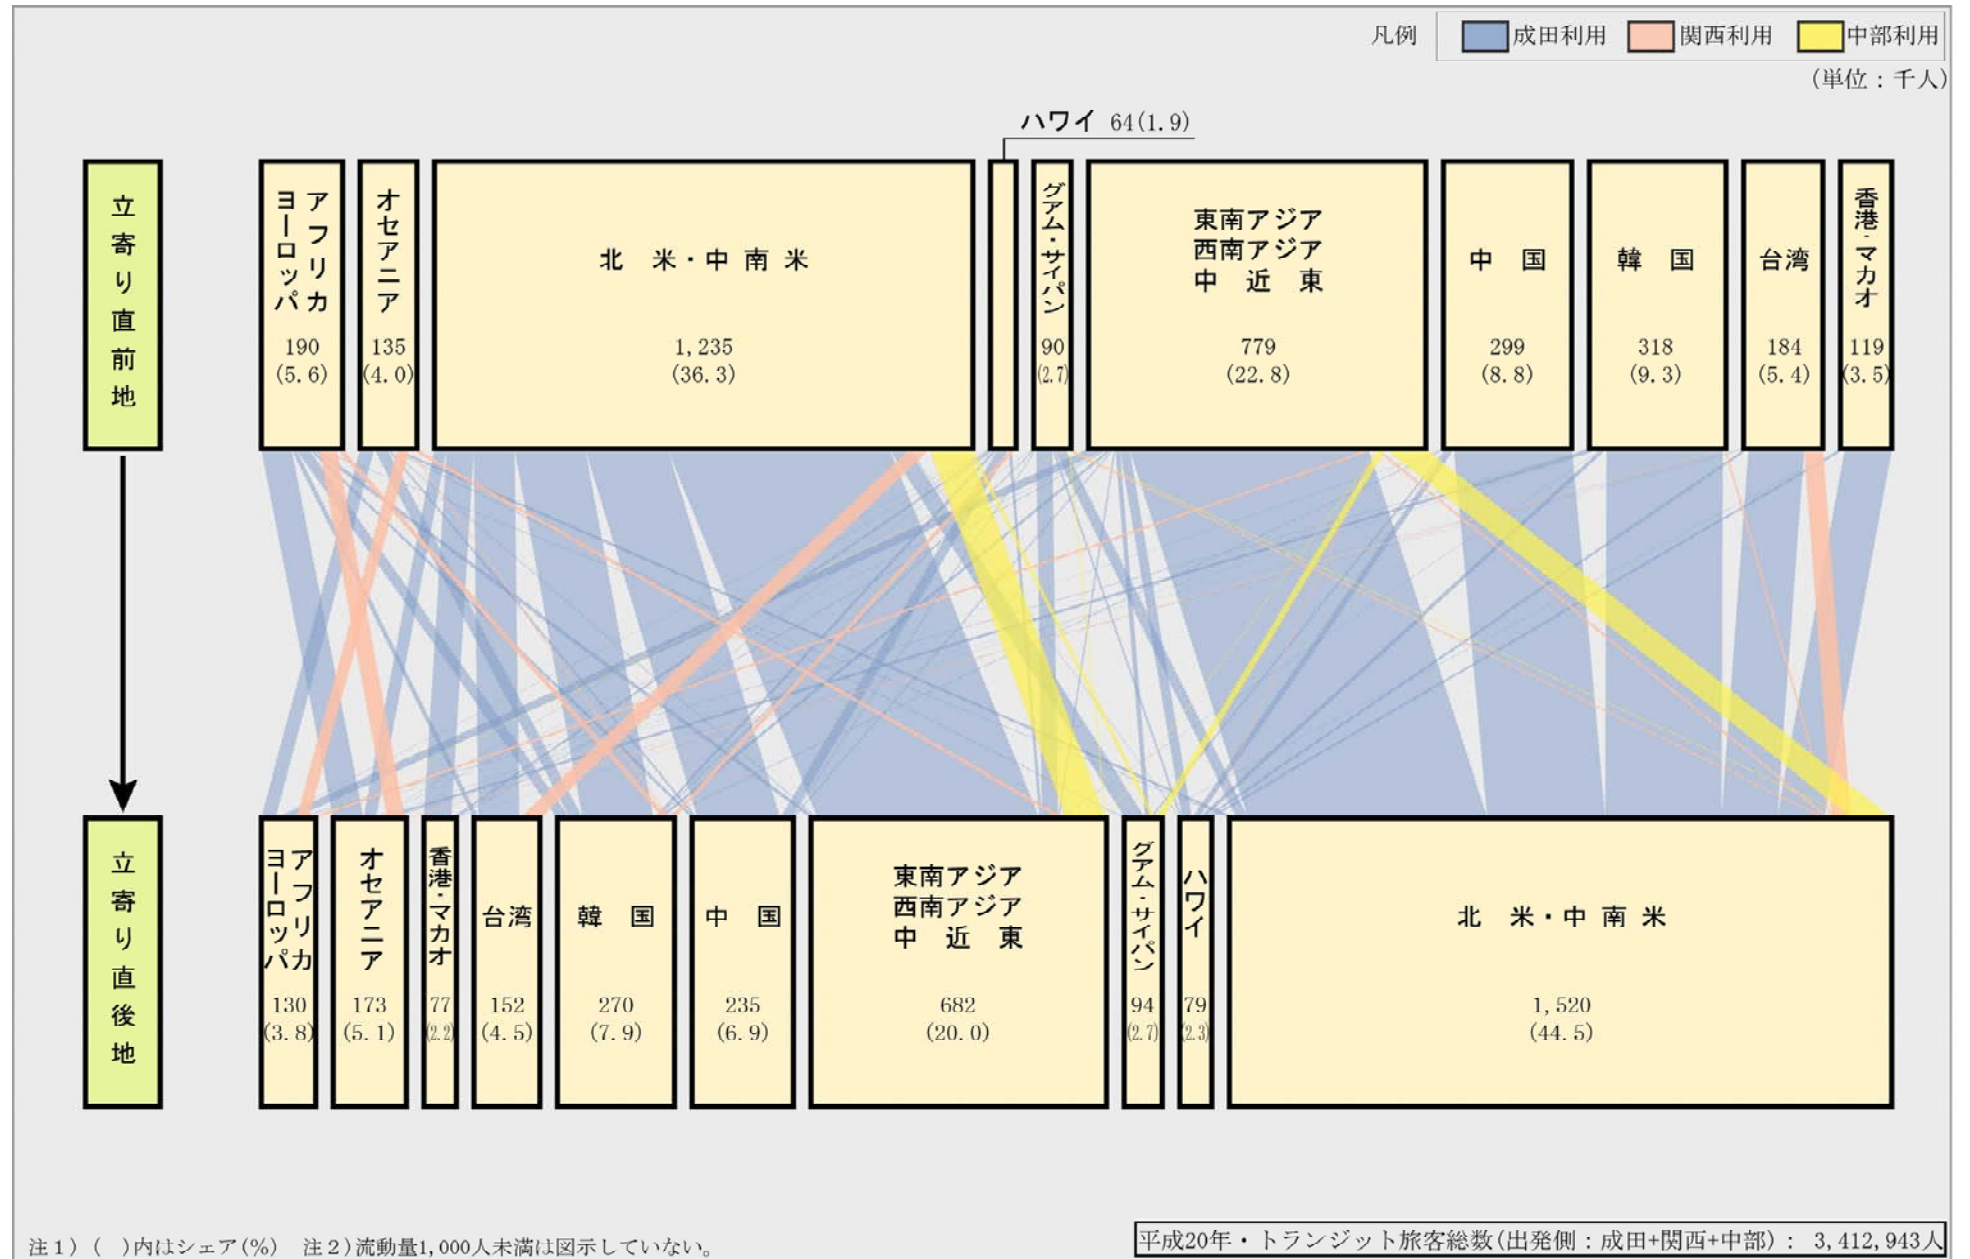 凡例 成田利用 関西利用 中部利用
(単位：千人)
ハワイ 64(1.9)
立寄り直前地
ヨーロッパ
アフリカ
190
(5.6)
オセアニア
135
(4.0)
北米・中南米
1,235
(36.3)
グアム・サイパン
90
(2.7)
東南アジア
西南アジア
中近東
779
(22.8)
中国
299
(8.8)
韓国
318
(9.3)
台湾
184
(5.4)
香港・マカオ
119
(3.5)
立寄り直後地
ヨーロッパ
アフリカ
130
(3.8)
オセアニア
173
(5.1)
香港・マカオ
77
(2.2)
台湾
152
(4.5)
韓国
270
(7.9)
中国
235
(6.9)
東南アジア
西南アジア
中近東
682
(20.0)
グアム・サイパン
94
(2.7)
ハワイ
79
(2.3)
北米・中南米
1,520
(44.5)
注1) ( )内はシェア(%) 注2)流動量1,000人未満は図示していない。
平成20年・トランジット旅客総数(出発側：成田+関西+中部)： 3,412,943人